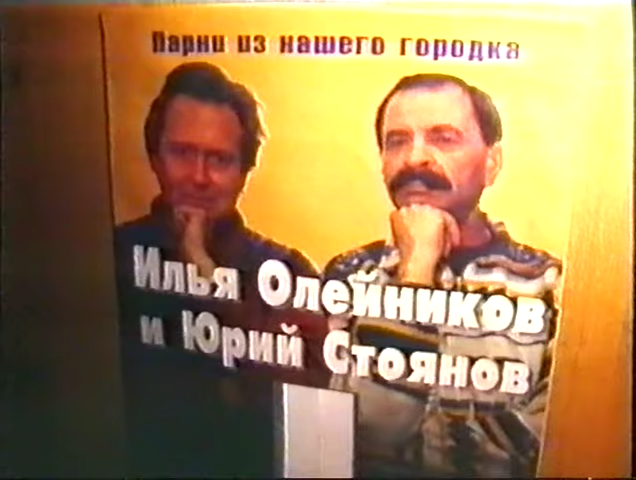 Парни из нашего городка
Илья Олейников
и Юрий Стоянов